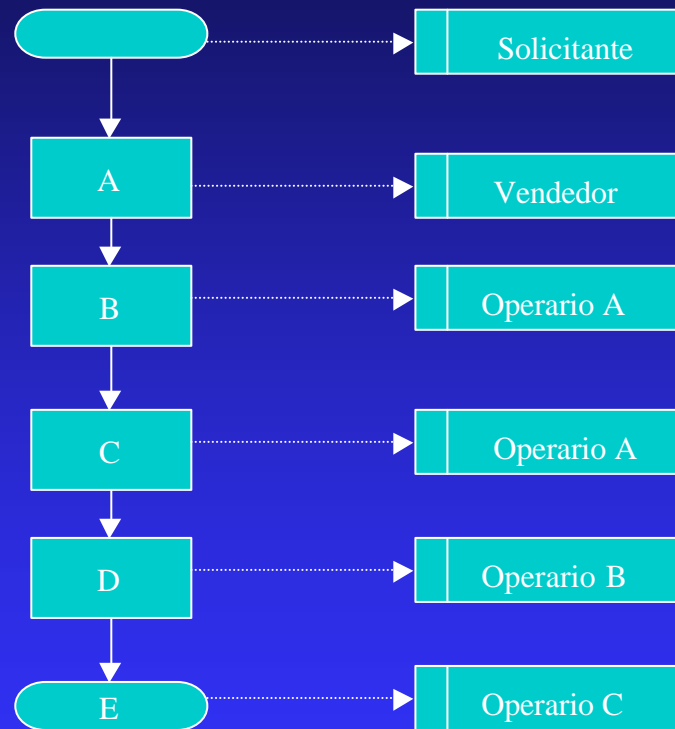 Solicitante
A
Vendedor
B
Operario A
C
Operario A
D
Operario B
E
Operario C